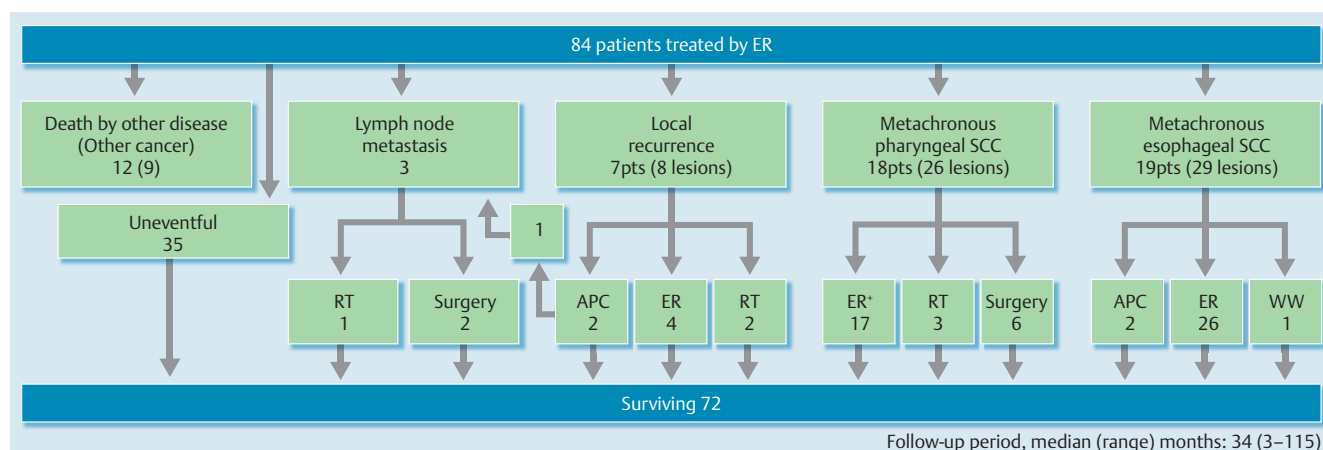 84 patients treated by ER
Death by other disease
(Other cancer)
12 (9)
Lymph node
metastasis
3
Local
recurrence
7pts (8 lesions)
Metachronous
pharyngeal SCC
18pts (26 lesions)
Metachronous
esophageal SCC
19pts (29 lesions)
Uneventful
35
1
RT
1
Surgery
2
APC
2
ER
4
RT
2
ER⁺
17
RT
3
Surgery
6
APC
2
ER
26
WW
1
Surviving 72
Follow-up period, median (range) months: 34 (3–115)